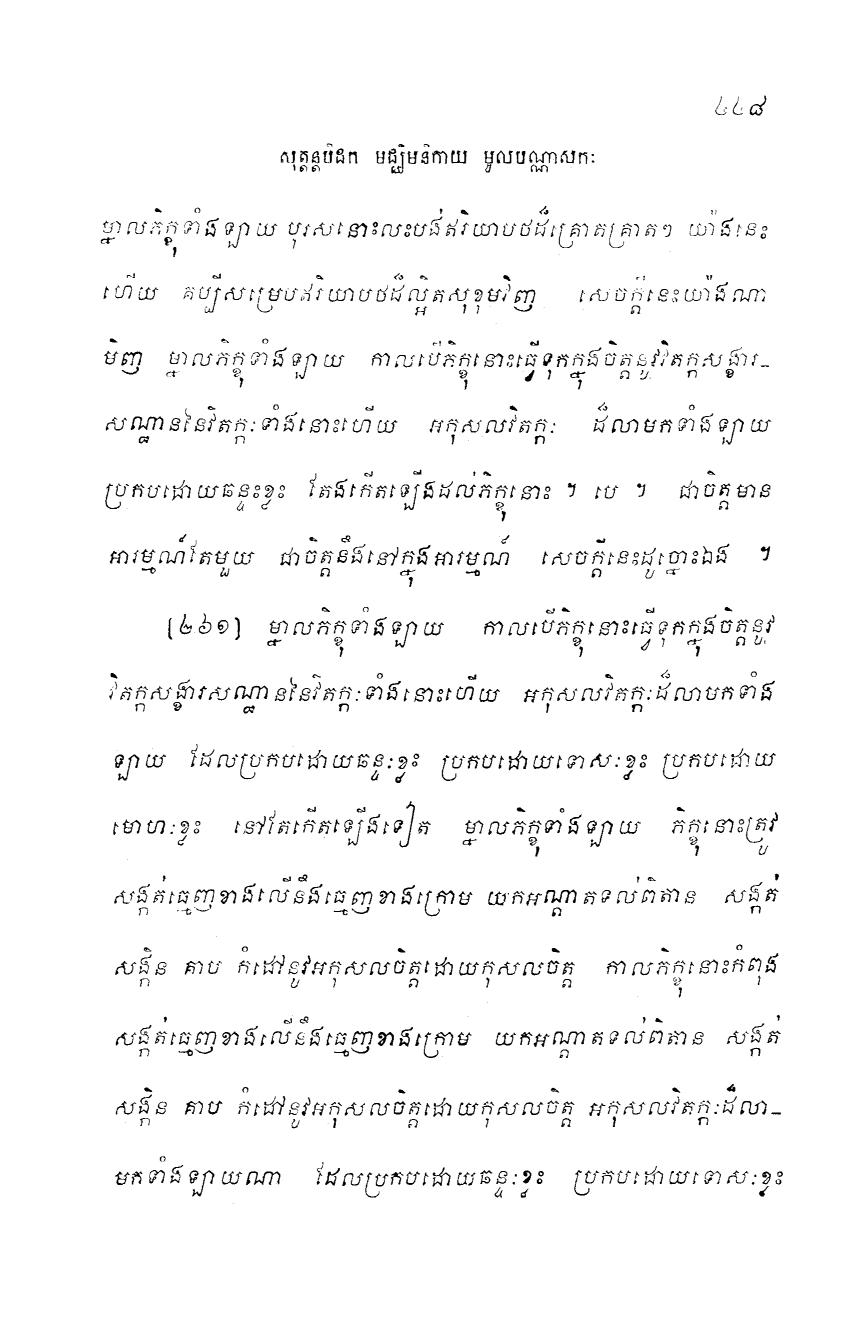 ៤៤៨
សុត្តន្តបិដក មជ្ឈិមនិកាយ មូលបណ្ណាសកៈ
ម្នាលភិក្ខុទាំងឡាយ បុរសនោះលះបង់ឥរិយាបថដ៏គ្រោតគ្រាតៗ យ៉ាងនេះ
ហើយ គប្បីសម្រេបឥរិយាបថដ៏ល្អិតសុខុមវិញ សេចក្តីនេះយ៉ាងណា
មិញ ម្នាលភិក្ខុទាំងឡាយ កាលបើភិក្ខុនោះធ្វើទុកក្នុងចិត្តនូវវិតក្កសង្ខារ-
សណ្ឋាននៃវិតក្កៈទាំងនោះហើយ អកុសលវិតក្កៈ ដ៏លាមកទាំងឡាយ
ប្រកបដោយឆន្ទះខ្លះ តែងកើតឡើងដល់ភិក្ខុនោះ ។ បេ ។ ជាចិត្តមាន
អារម្មណ៍តែមួយ ជាចិត្តនឹងនៅក្នុងអារម្មណ៍ សេចក្តីនេះដូច្នោះឯង ។
[៤៦១] ម្នាលភិក្ខុទាំងឡាយ កាលបើភិក្ខុនោះធ្វើទុកក្នុងចិត្តនូវ
វិតក្កសង្ខារសណ្ឋាននៃវិតក្កៈទាំងនោះហើយ អកុសលវិតក្កៈដ៏លាមកទាំង
ឡាយ ដែលប្រកបដោយឆន្ទៈខ្លះ ប្រកបដោយទោសៈខ្លះ ប្រកបដោយ
មោហៈខ្លះ នៅតែកើតឡើងទៀត ម្នាលភិក្ខុទាំងឡាយ ភិក្ខុនោះត្រូវ
សង្កត់ធ្មេញខាងលើនឹងធ្មេញខាងក្រោម យកអណ្តាតទល់ពិតាន សង្កត់
សង្កិន គាប កំដៅនូវអកុសលចិត្តដោយកុសលចិត្ត កាលភិក្ខុនោះកំពុង
សង្កត់ធ្មេញខាងលើនឹងធ្មេញខាងក្រោម យកអណ្តាតទល់ពិតាន សង្កត់
សង្កិន គាប កំដៅនូវអកុសលចិត្តដោយកុសលចិត្ត អកុសលវិតក្កៈដ៏លា-
មកទាំងឡាយណា ដែលប្រកបដោយឆន្ទៈខ្លះ ប្រកបដោយទោសៈខ្លះ